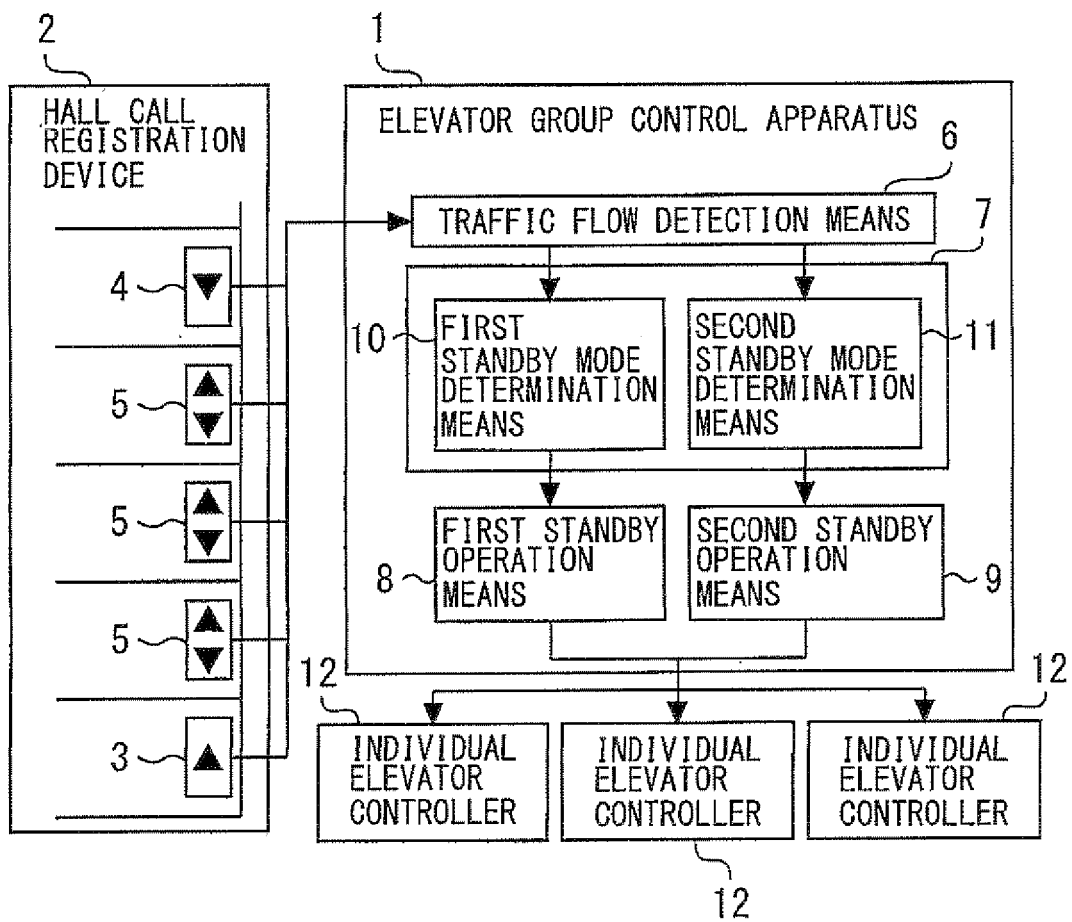 2
1
HALL CALL
REGISTRATION
DEVICE
ELEVATOR GROUP CONTROL APPARATUS
6
TRAFFIC FLOW DETECTION MEANS
7
4
10
FIRST
STANDBY MODE
DETERMINATION
MEANS
SECOND
STANDBY MODE
DETERMINATION
MEANS
11
5
5
8
FIRST STANDBY
OPERATION
MEANS
SECOND STANDBY
OPERATION
MEANS
9
5
3
12
INDIVIDUAL
ELEVATOR
CONTROLLER
INDIVIDUAL
ELEVATOR
CONTROLLER
12
12
INDIVIDUAL
ELEVATOR
CONTROLLER